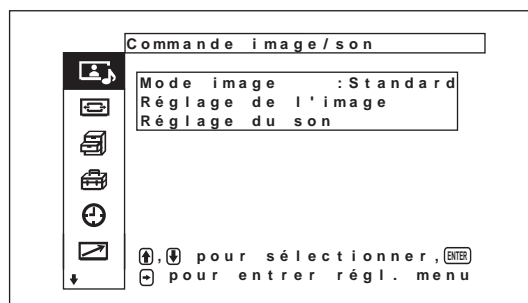 Commande image/son
Mode image :Standard
Réglage de l'image
Réglage du son
, pour sélectionner, ENTER
pour entrer régl. menu